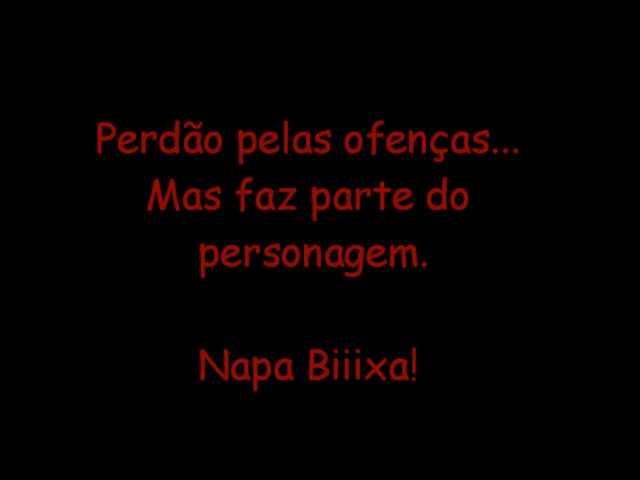 Perdão pelas ofenças...
Mas faz parte do
personagem.
Napa Biiixa!